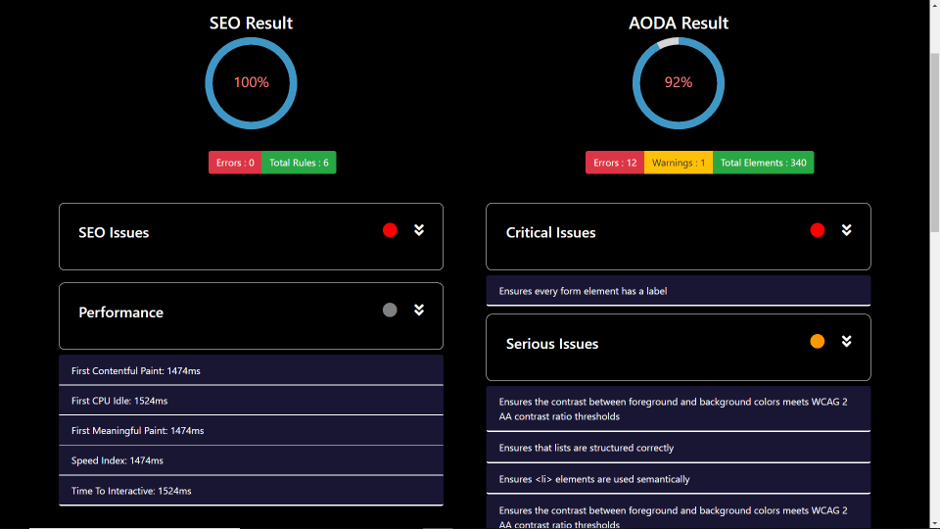 SEO Result
100%
Errors : 0 Total Rules : 6
SEO Issues
Performance
First Contentful Paint: 1474ms
First CPU Idle: 1524ms
First Meaningful Paint: 1474ms
Speed Index: 1474ms
Time To Interactive: 1524ms
AODA Result
92%
Errors : 12 Warnings : 1 Total Elements : 340
Critical Issues
Ensures every form element has a label
Serious Issues
Ensures the contrast between foreground and background colors meets WCAG 2
AA contrast ratio thresholds
Ensures that lists are structured correctly
Ensures <li> elements are used semantically
Ensures the contrast between foreground and background colors meets WCAG 2
AA contrast ratio thresholds